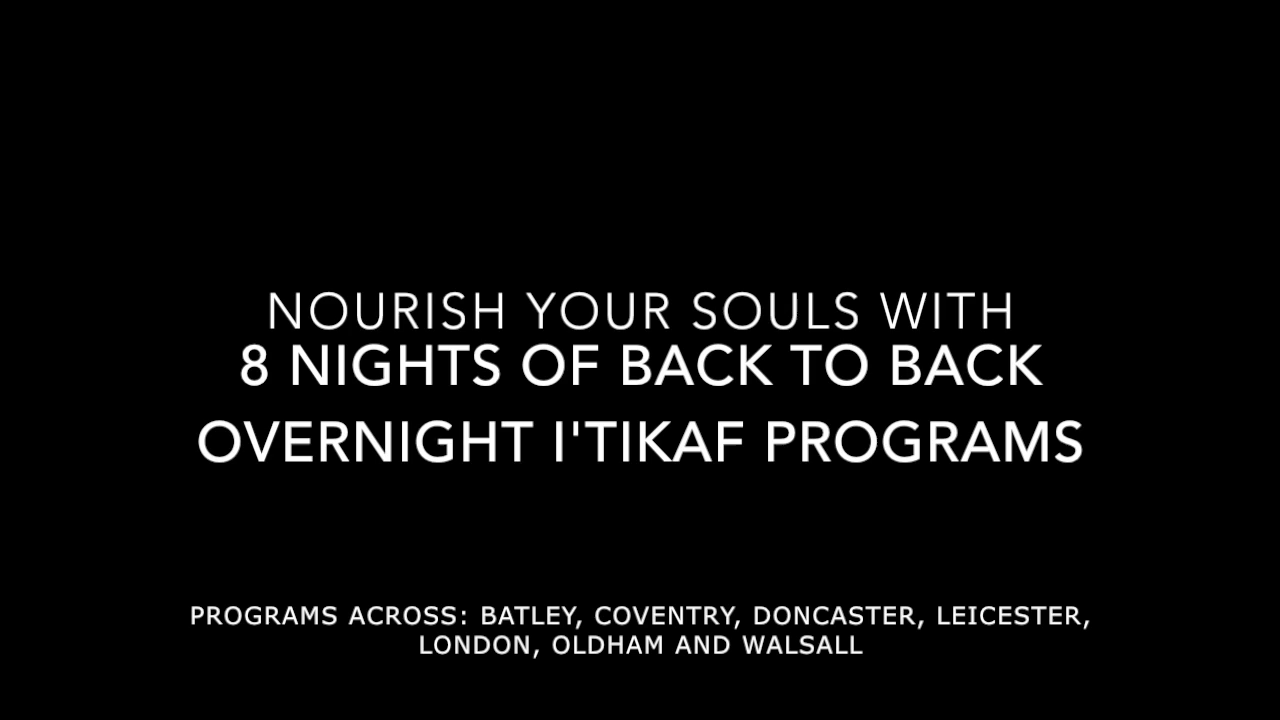 NOURISH YOUR SOULS WITH
8 NIGHTS OF BACK TO BACK
OVERNIGHT I'TIKAF PROGRAMS
PROGRAMS ACROSS: BATLEY, COVENTRY, DONCASTER, LEICESTER,
LONDON, OLDHAM AND WALSALL